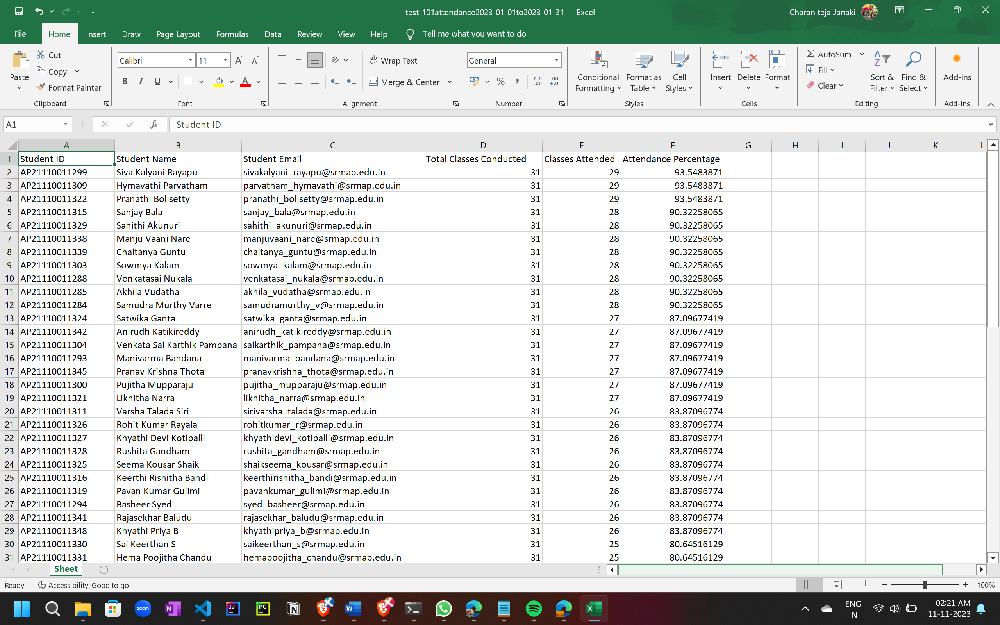 test-101attendance2023-01-01to2023-01-31 - Excel
Charan teja Janaki
File Home Insert Draw Page Layout Formulas Data Review View Help Tell me what you want to do
Paste
Cut
Copy
Format Painter
Clipboard
Calibri 11
B I U
Font
Wrap Text
Merge & Center
Alignment
General
% ,
Number
Conditional Formatting
Format as Table
Cell Styles
Styles
Insert Delete Format
Cells
AutoSum
Fill
Clear
Sort & Filter
Find & Select
Editing
Add-ins
Add-ins
A1 fx Student ID
A B C D E F G H I J K L
1 Student ID Student Name Student Email Total Classes Conducted Classes Attended Attendance Percentage
2 AP21110011299 Siva Kalyani Rayapu sivakalyani_rayapu@srmap.edu.in 31 29 93.5483871
3 AP21110011309 Hymavathi Parvatham parvatham_hymavathi@srmap.edu.in 31 29 93.5483871
4 AP21110011322 Pranathi Bolisetty pranathi_bolisetty@srmap.edu.in 31 29 93.5483871
5 AP21110011315 Sanjay Bala sanjay_bala@srmap.edu.in 31 28 90.32258065
6 AP21110011329 Sahithi Akunuri sahithi_akunuri@srmap.edu.in 31 28 90.32258065
7 AP21110011338 Manju Vaani Nare manjuvaani_nare@srmap.edu.in 31 28 90.32258065
8 AP21110011339 Chaitanya Guntu chaitanya_guntu@srmap.edu.in 31 28 90.32258065
9 AP21110011303 Sowmya Kalam sowmya_kalam@srmap.edu.in 31 28 90.32258065
10 AP21110011288 Venkatasai Nukala venkatasai_nukala@srmap.edu.in 31 28 90.32258065
11 AP21110011285 Akhila Vudatha akhila_vudatha@srmap.edu.in 31 28 90.32258065
12 AP21110011284 Samudra Murthy Varre samudramurthy_v@srmap.edu.in 31 28 90.32258065
13 AP21110011324 Satwika Ganta satwika_ganta@srmap.edu.in 31 27 87.09677419
14 AP21110011342 Anirudh Katikireddy anirudh_katikireddy@srmap.edu.in 31 27 87.09677419
15 AP21110011304 Venkata Sai Karthik Pampana saikarthik_pampana@srmap.edu.in 31 27 87.09677419
16 AP21110011293 Manivarma Bandana manivarma_bandana@srmap.edu.in 31 27 87.09677419
17 AP21110011345 Pranav Krishna Thota pranavkrishna_thota@srmap.edu.in 31 27 87.09677419
18 AP21110011300 Pujitha Mupparaju pujitha_mupparaju@srmap.edu.in 31 27 87.09677419
19 AP21110011321 Likhitha Narra likhitha_narra@srmap.edu.in 31 27 87.09677419
20 AP21110011311 Varsha Talada Siri sirivarsha_talada@srmap.edu.in 31 26 83.87096774
21 AP21110011326 Rohit Kumar Rayala rohitkumar_r@srmap.edu.in 31 26 83.87096774
22 AP21110011327 Khyathi Devi Kotipalli khyathidevi_kotipalli@srmap.edu.in 31 26 83.87096774
23 AP21110011328 Rushita Gandham rushita_gandham@srmap.edu.in 31 26 83.87096774
24 AP21110011325 Seema Kousar Shaik shaikseema_kousar@srmap.edu.in 31 26 83.87096774
25 AP21110011316 Keerthi Rishitha Bandi keerthirishitha_bandi@srmap.edu.in 31 26 83.87096774
26 AP21110011319 Pavan Kumar Gulimi pavankumar_gulimi@srmap.edu.in 31 26 83.87096774
27 AP21110011294 Basheer Syed syed_basheer@srmap.edu.in 31 26 83.87096774
28 AP21110011341 Rajasekhar Baludu rajasekhar_baludu@srmap.edu.in 31 26 83.87096774
29 AP21110011348 Khyathi Priya B khyathipriya_b@srmap.edu.in 31 26 83.87096774
30 AP21110011330 Sai Keerthan S saikeerthan_s@srmap.edu.in 31 25 80.64516129
31 AP21110011331 Hema Poojitha Chandu hemapoojitha_chandu@srmap.edu.in 31 25 80.64516129
Sheet
Ready Accessibility: Good to go 100%
zoom
ENG
IN
02:21 AM
11-11-2023